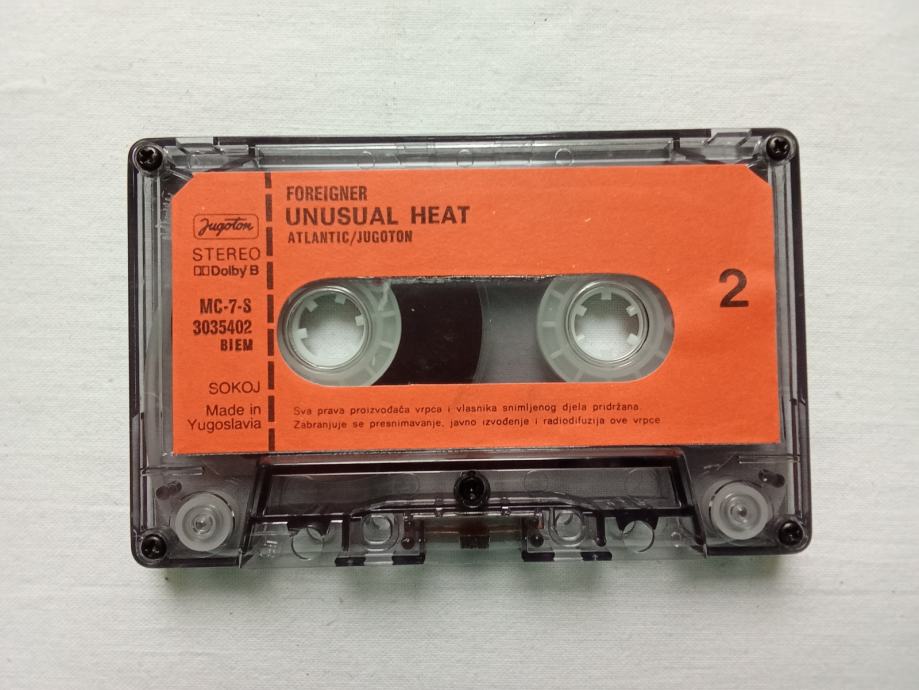 Jugoton
STEREO
Dolby B
MC-7-S
3035402
BIEM
SOKOJ
Made in
Yugoslavia
FOREIGNER
UNUSUAL HEAT
ATLANTIC/JUGOTON
2
Sva prava proizvođača vrpca i vlasnika snimljenog djela pridržana.
Zabranjuje se presnimavanje, javno izvođenje i radiodifuzija ove vrpce